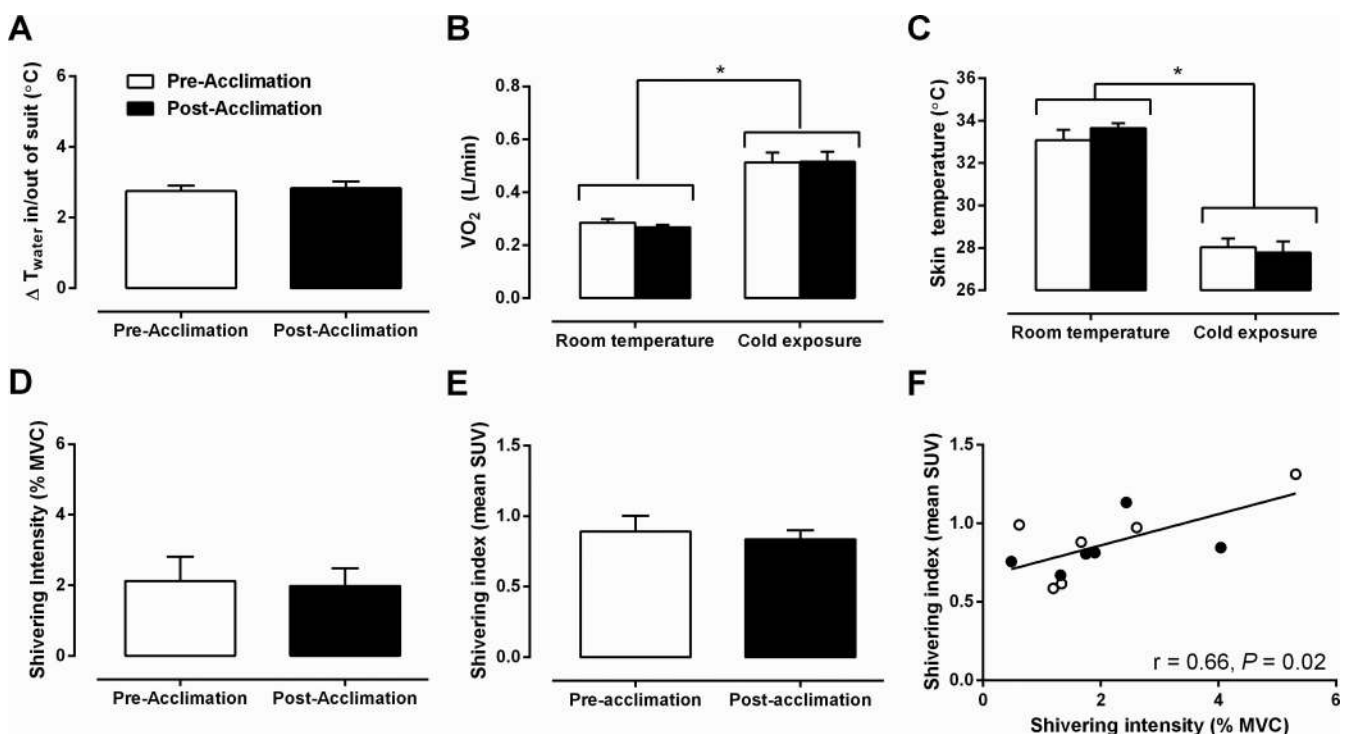 A
Δ T water in/out of suit (°C)
6
4
2
0
Pre-Acclimation
Post-Acclimation
Pre-Acclimation
Post-Acclimation
B
VO2 (L/min)
0.8
0.6
0.4
0.2
0.0
*
Room temperature
Cold exposure
C
Skin temperature (°C)
36
34
32
30
28
26
*
Room temperature
Cold exposure
D
Shivering Intensity (% MVC)
6
4
2
0
Pre-Acclimation
Post-Acclimation
E
Shivering index (mean SUV)
1.5
1.0
0.5
0.0
Pre-acclimation
Post-acclimation
F
Shivering index (mean SUV)
1.5
1.0
0.5
0.0
r = 0.66, P = 0.02
0
2
4
6
Shivering intensity (% MVC)